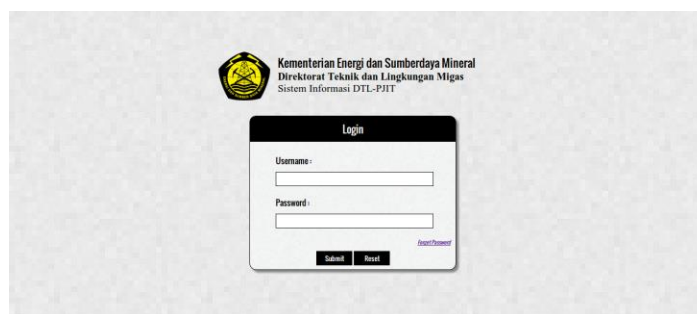 Kementerian Energi dan Sumberdaya Mineral
Direktorat Teknik dan Lingkungan Migas
Sistem Informasi DTL-PJIT
Login
Username :
Password :
Forget Password
Submit Reset